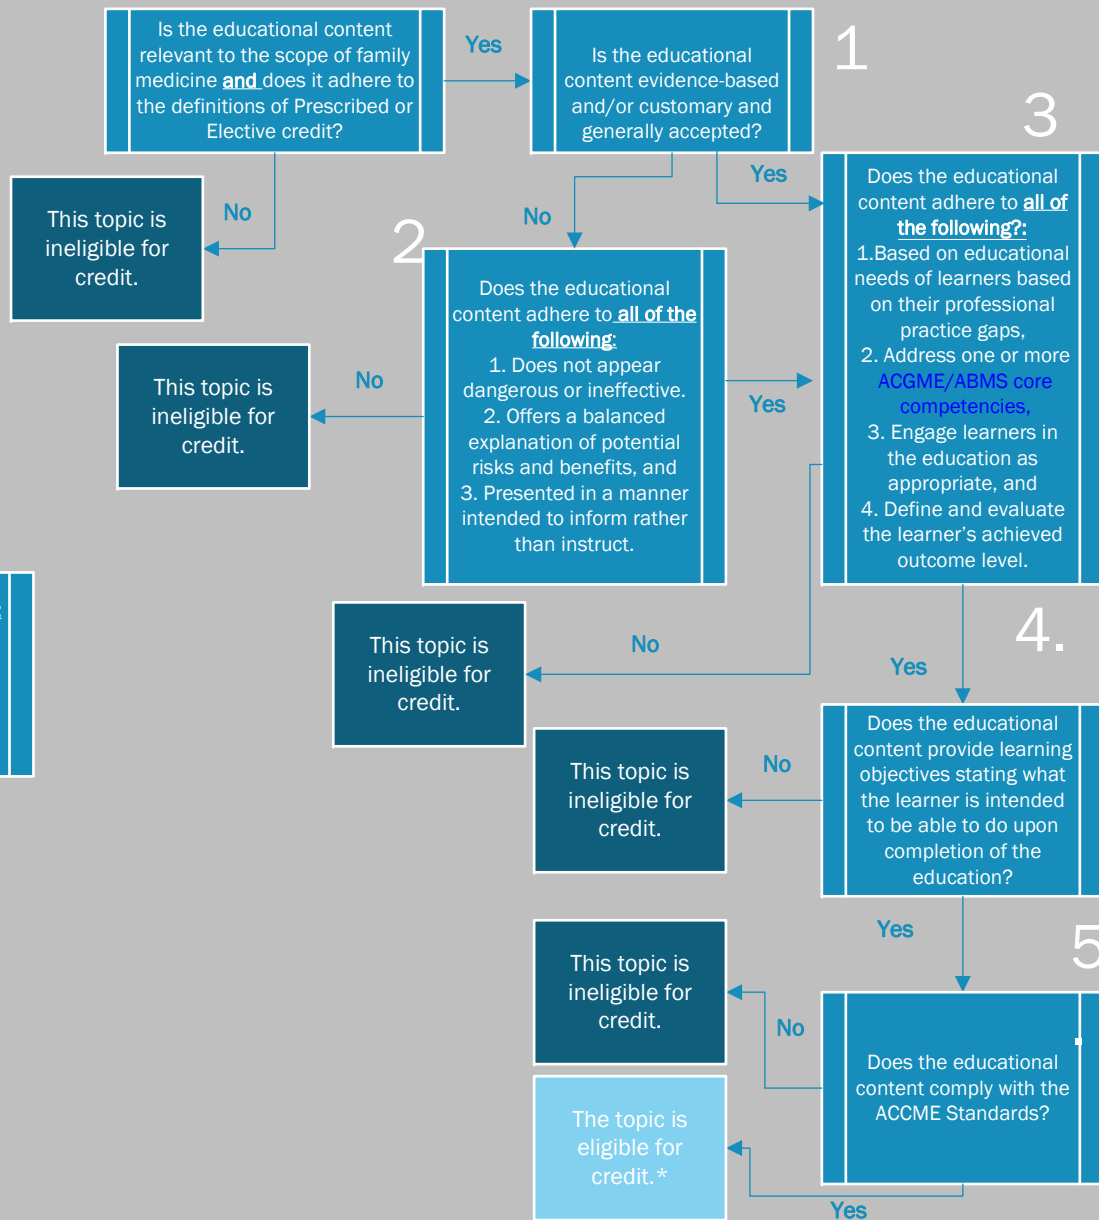 Is the educational content
relevant to the scope of family
medicine and does it adhere to
the definitions of Prescribed or
Elective credit?
Yes
Is the educational
content evidence-based
and/or customary and
generally accepted?
1
No
This topic is
ineligible for
credit.
No
Yes
3
Does the educational
content adhere to all of
the following?:
1.Based on educational
needs of learners based
on their professional
practice gaps,
2. Address one or more
ACGME/ABMS core
competencies,
3. Engage learners in
the education as
appropriate, and
4. Define and evaluate
the learner's achieved
outcome level.
2
Does the educational
content adhere to all of the
following:
1. Does not appear
dangerous or ineffective.
2. Offers a balanced
explanation of potential
risks and benefits, and
3. Presented in a manner
intended to inform rather
than instruct.
No
This topic is
ineligible for
credit.
Yes
No
This topic is
ineligible for
credit.
Yes
4.
Does the educational
content provide learning
objectives stating what
the learner is intended
to be able to do upon
completion of the
education?
No
This topic is
ineligible for
credit.
Yes
5
.
Does the educational
content comply with the
ACCME Standards?
No
This topic is
ineligible for
credit.
Yes
The topic is
eligible for
credit.*